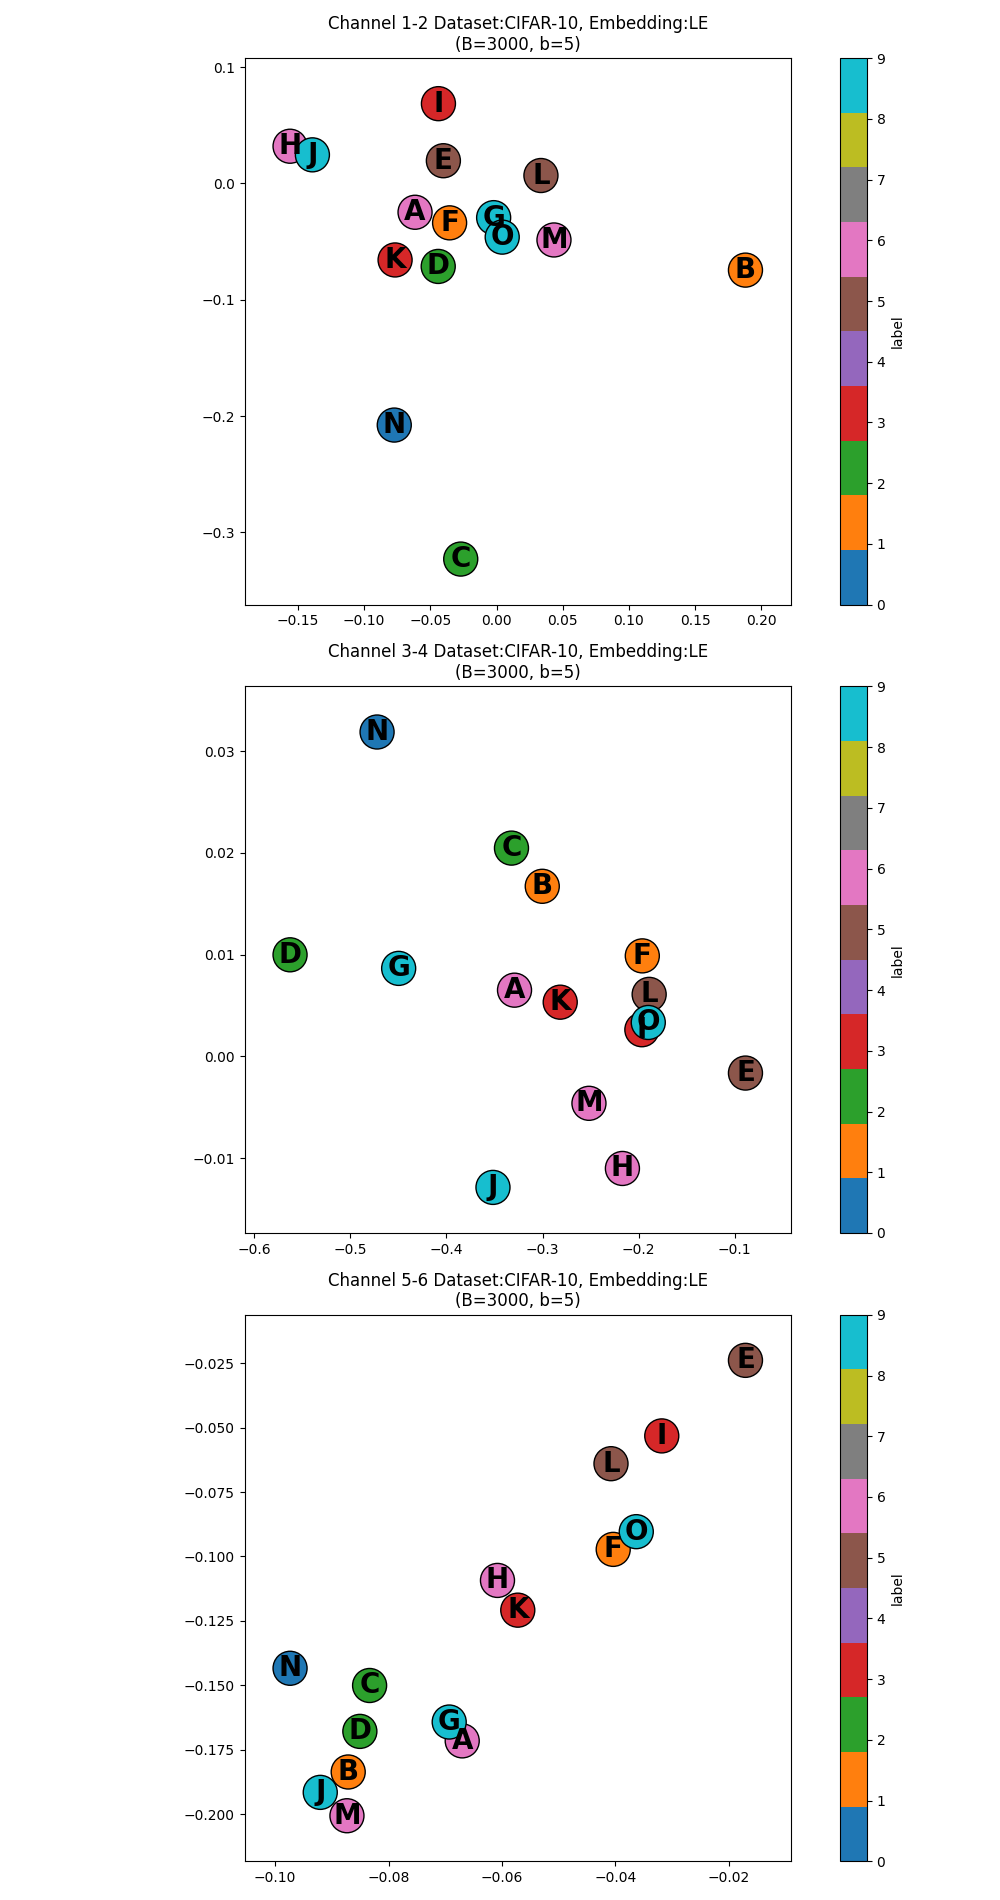 Channel 1-2 Dataset:CIFAR-10, Embedding:LE
(B=3000, b=5)
0.1
0.0
−0.1
−0.2
−0.3
−0.15 −0.10 −0.05 0.00 0.05 0.10 0.15 0.20
I
H J E L
A F G O M
K D B
N
C
9
8
7
6
5
4
3
2
1
0
label
Channel 3-4 Dataset:CIFAR-10, Embedding:LE
(B=3000, b=5)
0.03
0.02
0.01
0.00
−0.01
−0.6 −0.5 −0.4 −0.3 −0.2 −0.1
N
C
B
D G F
A K L
O
E
M
H
J
9
8
7
6
5
4
3
2
1
0
label
Channel 5-6 Dataset:CIFAR-10, Embedding:LE
(B=3000, b=5)
−0.025
−0.050
−0.075
−0.100
−0.125
−0.150
−0.175
−0.200
−0.10 −0.08 −0.06 −0.04 −0.02
E
I
L
O
F
H
K
N
C
G
D
A
B
J
M
9
8
7
6
5
4
3
2
1
0
label